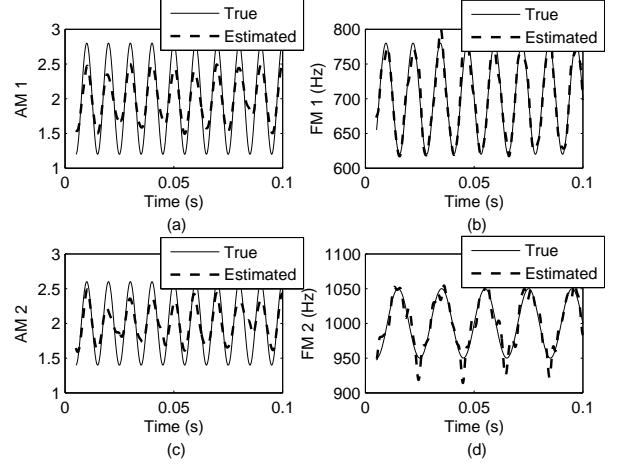 True
Estimated
3
2.5
2
1.5
1
AM 1
0
0.05
0.1
Time (s)
(a)
True
Estimated
800
750
700
650
600
FM 1 (Hz)
0
0.05
0.1
Time (s)
(b)
True
Estimated
3
2.5
2
1.5
1
AM 2
0
0.05
0.1
Time (s)
(c)
True
Estimated
1100
1050
1000
950
900
FM 2 (Hz)
0
0.05
0.1
Time (s)
(d)